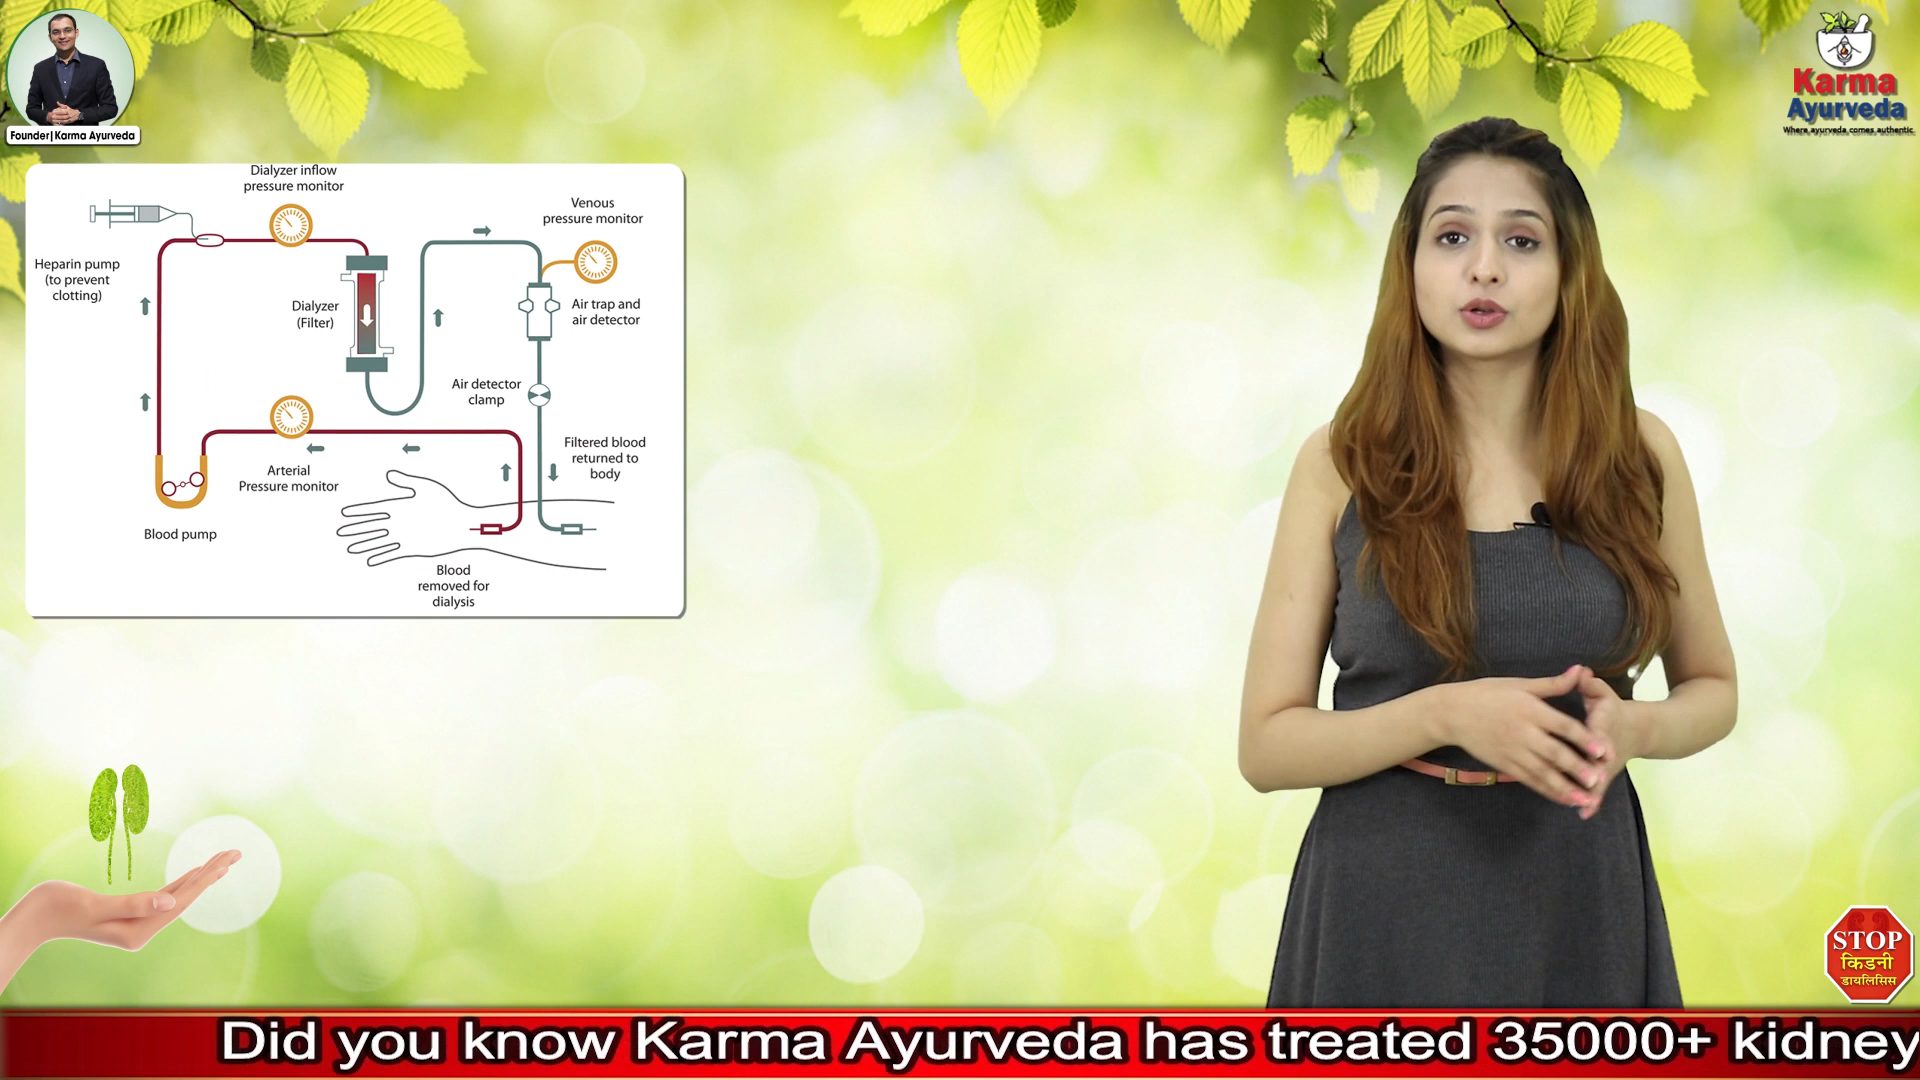 Founder|Karma Ayurveda
Karma
Ayurveda
Where ayurveda comes authentic
Dialyzer inflow
pressure monitor
Venous
pressure monitor
Heparin pump
(to prevent
clotting)
Dialyzer
(Filter)
Air trap and
air detector
Air detector
clamp
Filtered blood
returned to
body
Arterial
Pressure monitor
Blood pump
Blood
removed for
dialysis
STOP
किडनी
डायलिसिस
Did you know Karma Ayurveda has treated 35000+ kidney